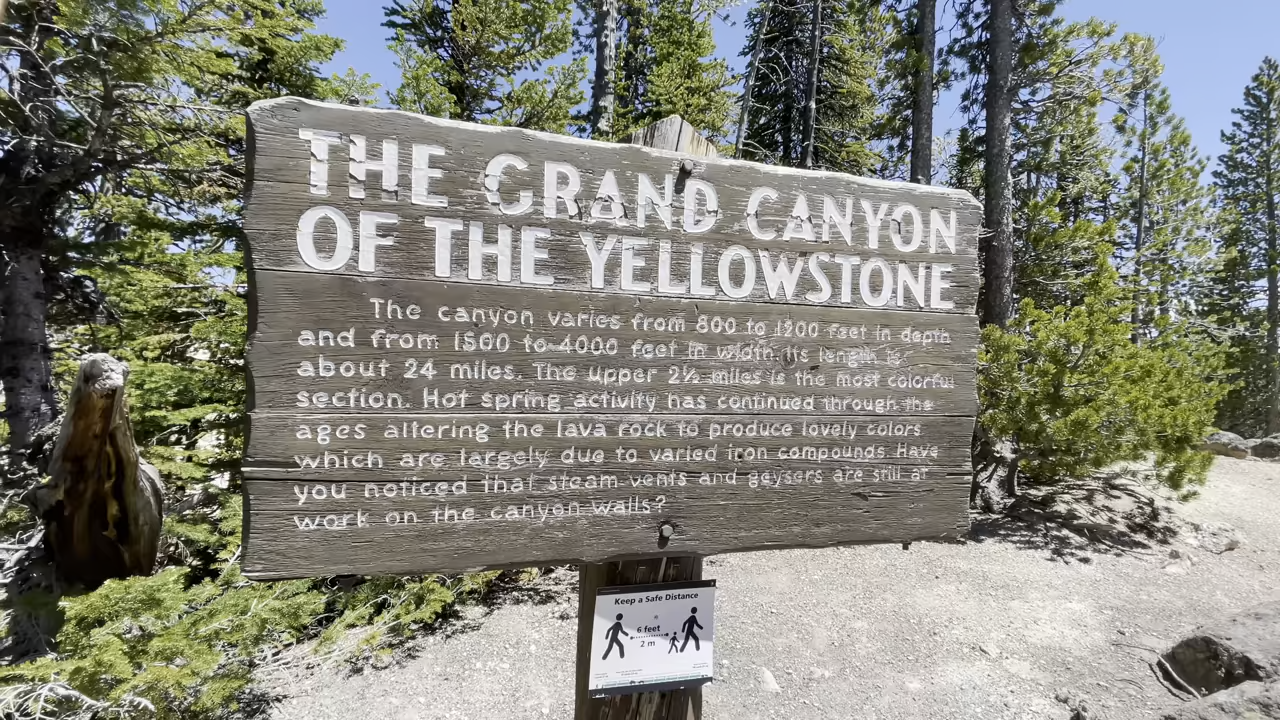 THE GRAND CANYON
OF THE YELLOWSTONE
The canyon varies from 800 to 1200 feet in depth
and from 1500 to 4000 feet in width. Its length is
about 24 miles. The upper 2½ miles is the most colorful
section. Hot spring activity has continued through the
ages altering the lava rock to produce lovely colors
which are largely due to varied iron compounds. Have
you noticed that steam vents and geysers are still at
work on the canyon walls?
Keep a Safe Distance
6 feet
2 m